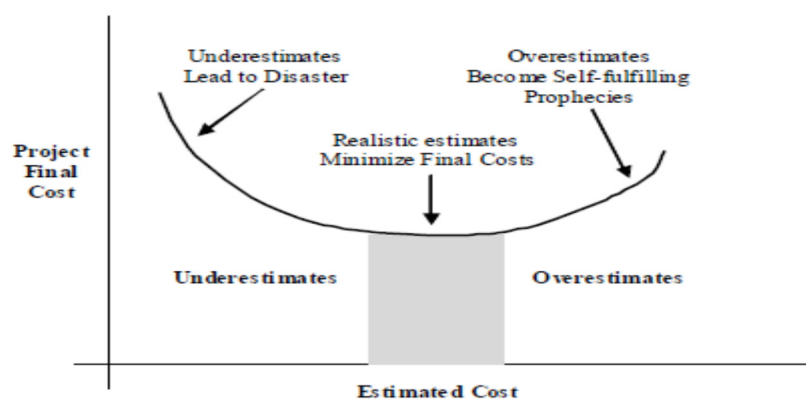 Underestimates
Lead to Disaster
Overestimates
Become Self-fulfilling
Prophecies
Realistic estimates
Minimize Final Costs
Project
Final
Cost
Underestimates
Overestimates
Estimated Cost